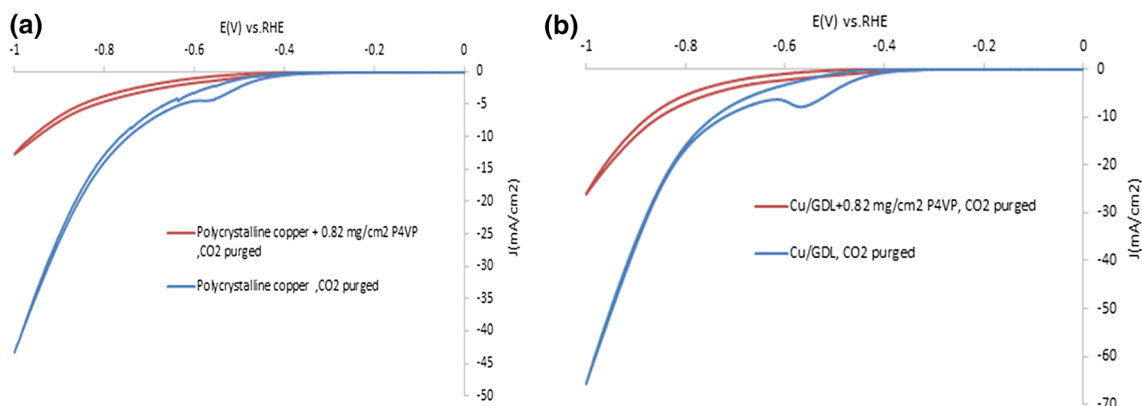 (a)
E(V) vs.RHE
-1 -0.8 -0.6 -0.4 -0.2 0
0
-5
-10
-15
-20
-25
-30
-35
-40
-45
-50
J(mA/cm2)
Polycrystalline copper + 0.82 mg/cm2 P4VP
,CO2 purged
Polycrystalline copper ,CO2 purged
(b)
E(V) vs.RHE
-1 -0.8 -0.6 -0.4 -0.2 0
0
-10
-20
-30
-40
-50
-60
-70
J(mA/cm2)
Cu/GDL+0.82 mg/cm2 P4VP, CO2 purged
Cu/GDL, CO2 purged